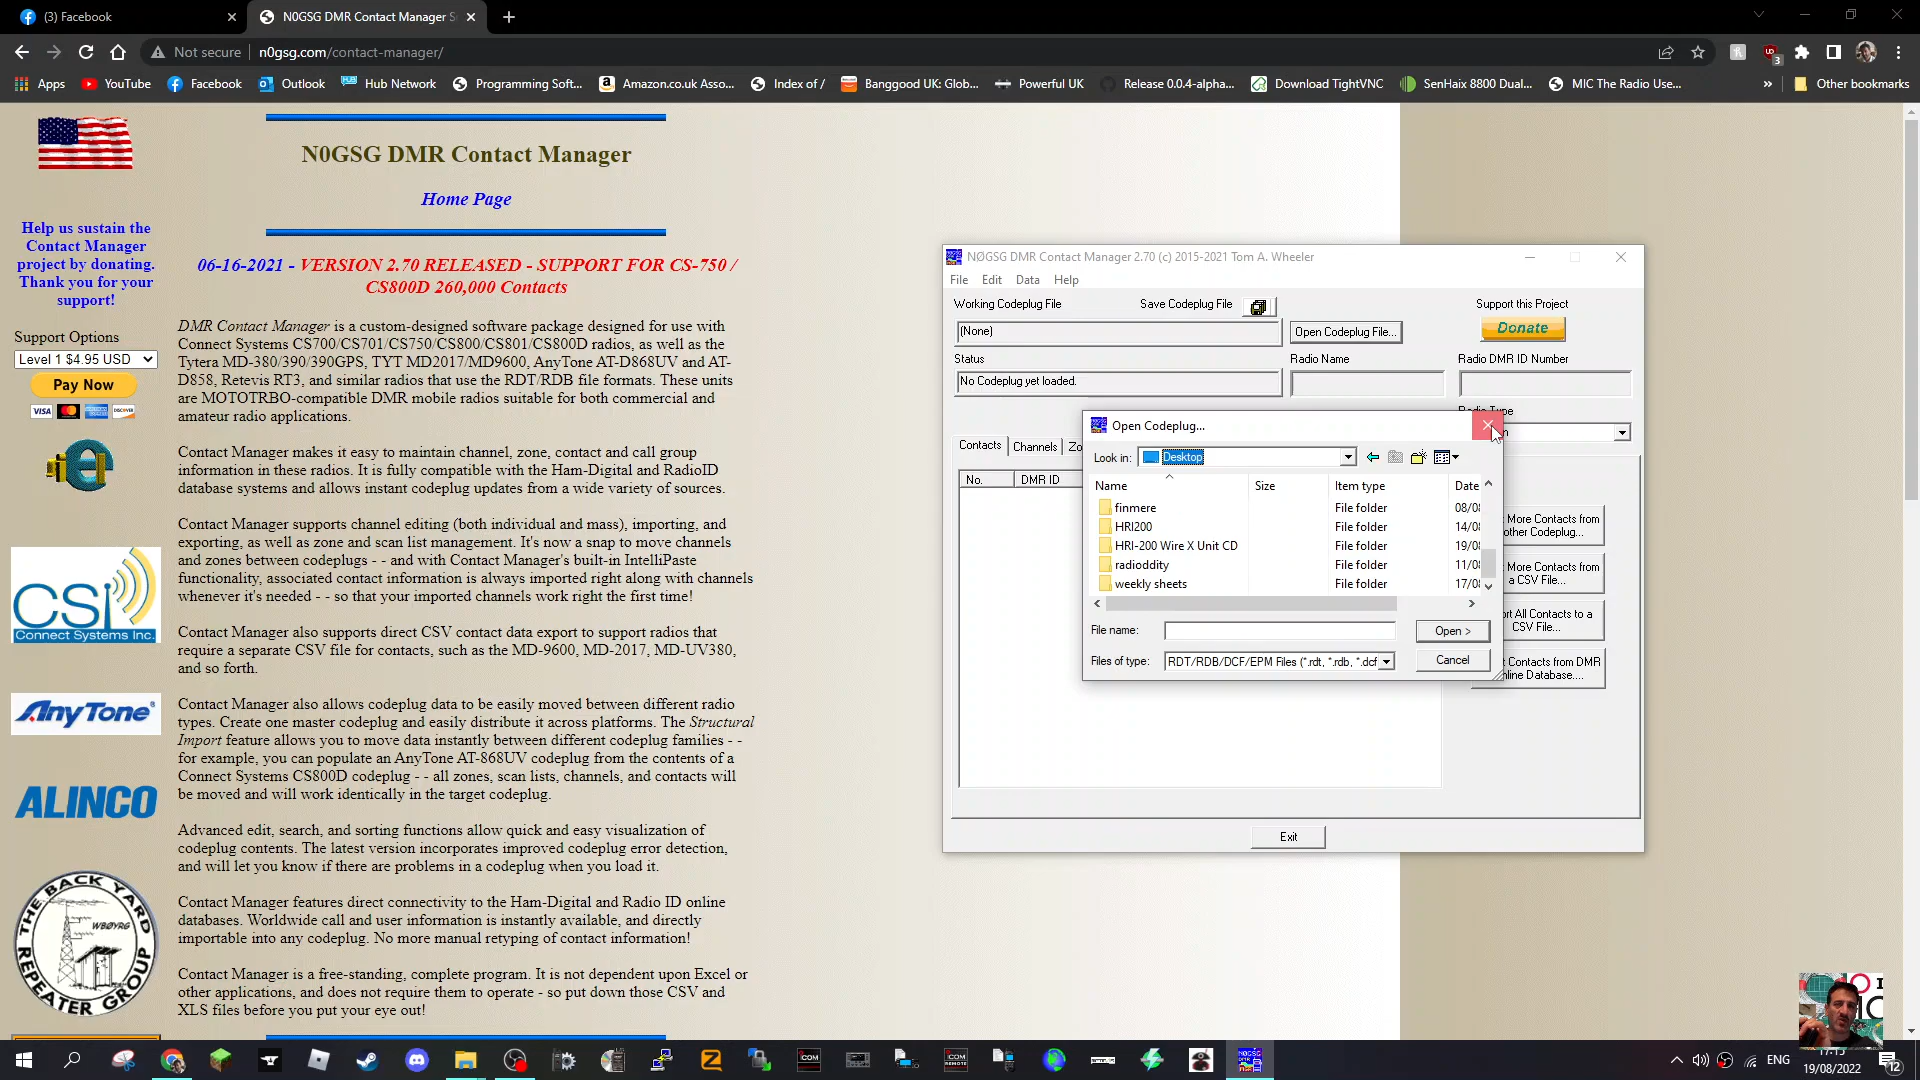 (3) Facebook
N0GSG DMR Contact Manager S
Not secure
n0gsg.com/contact-manager/
3
Apps
YouTube
Facebook
Outlook
Hub Network
Programming Soft...
Amazon.co.uk Asso...
Index of /
Banggood UK: Glob...
Powerful UK
Release 0.0.4-alpha...
Download TightVNC
SenHaix 8800 Dual...
MIC The Radio Use...
»
Other bookmarks
N0GSG DMR Contact Manager
Home Page
Help us sustain the
Contact Manager
project by donating.
Thank you for your
support!
Support Options
Level 1 $4.95 USD
Pay Now
VISA
CSi
Connect Systems Inc.
AnyTone
ALINCO
THE BACK YARD
REPEATER GROUP
WB0YRG
06-16-2021 - VERSION 2.70 RELEASED - SUPPORT FOR CS-750 /
CS800D 260,000 Contacts
DMR Contact Manager is a custom-designed software package designed for use with
Connect Systems CS700/CS701/CS750/CS800/CS801/CS800D radios, as well as the
Tytera MD-380/390/390GPS, TYT MD2017/MD9600, AnyTone AT-D868UV and AT-
D858, Retevis RT3, and similar radios that use the RDT/RDB file formats. These units
are MOTOTRBO-compatible DMR mobile radios suitable for both commercial and
amateur radio applications.
Contact Manager makes it easy to maintain channel, zone, contact and call group
information in these radios. It is fully compatible with the Ham-Digital and RadioID
database systems and allows instant codeplug updates from a wide variety of sources.
Contact Manager supports channel editing (both individual and mass), importing, and
exporting, as well as zone and scan list management. It's now a snap to move channels
and zones between codeplugs - - and with Contact Manager's built-in IntelliPaste
functionality, associated contact information is always imported right along with channels
whenever it's needed - - so that your imported channels work right the first time!
Contact Manager also supports direct CSV contact data export to support radios that
require a separate CSV file for contacts, such as the MD-9600, MD-2017, MD-UV380,
and so forth.
Contact Manager also allows codeplug data to be easily moved between different radio
types. Create one master codeplug and easily distribute it across platforms. The Structural
Import feature allows you to move data instantly between different codeplug families - -
for example, you can populate an AnyTone AT-868UV codeplug from the contents of a
Connect Systems CS800D codeplug - - all zones, scan lists, channels, and contacts will
be moved and will work identically in the target codeplug.
Advanced edit, search, and sorting functions allow quick and easy visualization of
codeplug contents. The latest version incorporates improved codeplug error detection,
and will let you know if there are problems in a codeplug when you load it.
Contact Manager features direct connectivity to the Ham-Digital and Radio ID online
databases. Worldwide call and user information is instantly available, and directly
importable into any codeplug. No more manual retyping of contact information!
Contact Manager is a free-standing, complete program. It is not dependent upon Excel or
other applications, and does not require them to operate - so put down those CSV and
XLS files before you put your eye out!
NØGSG DMR Contact Manager 2.70 (c) 2015-2021 Tom A. Wheeler
File Edit Data Help
Working Codeplug File
Save Codeplug File
Support this Project
(None)
Open Codeplug File...
Donate
Status
Radio Name
Radio DMR ID Number
No Codeplug yet loaded.
Radio Type
n
Contacts
Channels
Zo
No.
DMR ID
More Contacts from
other Codeplug...
More Contacts from
a CSV File...
rt All Contacts to a
CSV File...
t Contacts from DMR
nline Database....
Exit
Open Codeplug...
Look in:
Desktop
Name
Size
Item type
Date
finmere
File folder
08/0
HRI200
File folder
14/0
HRI-200 Wire X Unit CD
File folder
19/0
radioddity
File folder
11/0
weekly sheets
File folder
17/0
File name:
Open >
Files of type:
RDT/RDB/DCF/EPM Files (*.rdt, *.rdb, *.dcf
Cancel
ENG
17:15
19/08/2022
12